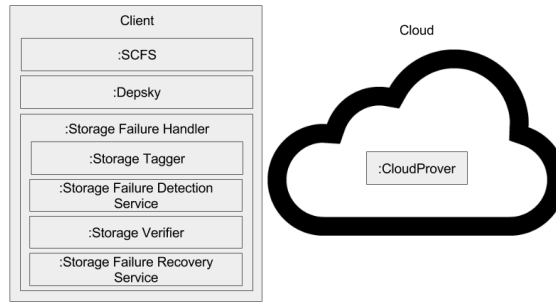 Client
:SCFS
:Depsky
:Storage Failure Handler
:Storage Tagger
:Storage Failure Detection
Service
:Storage Verifier
:Storage Failure Recovery
Service
Cloud
:CloudProver